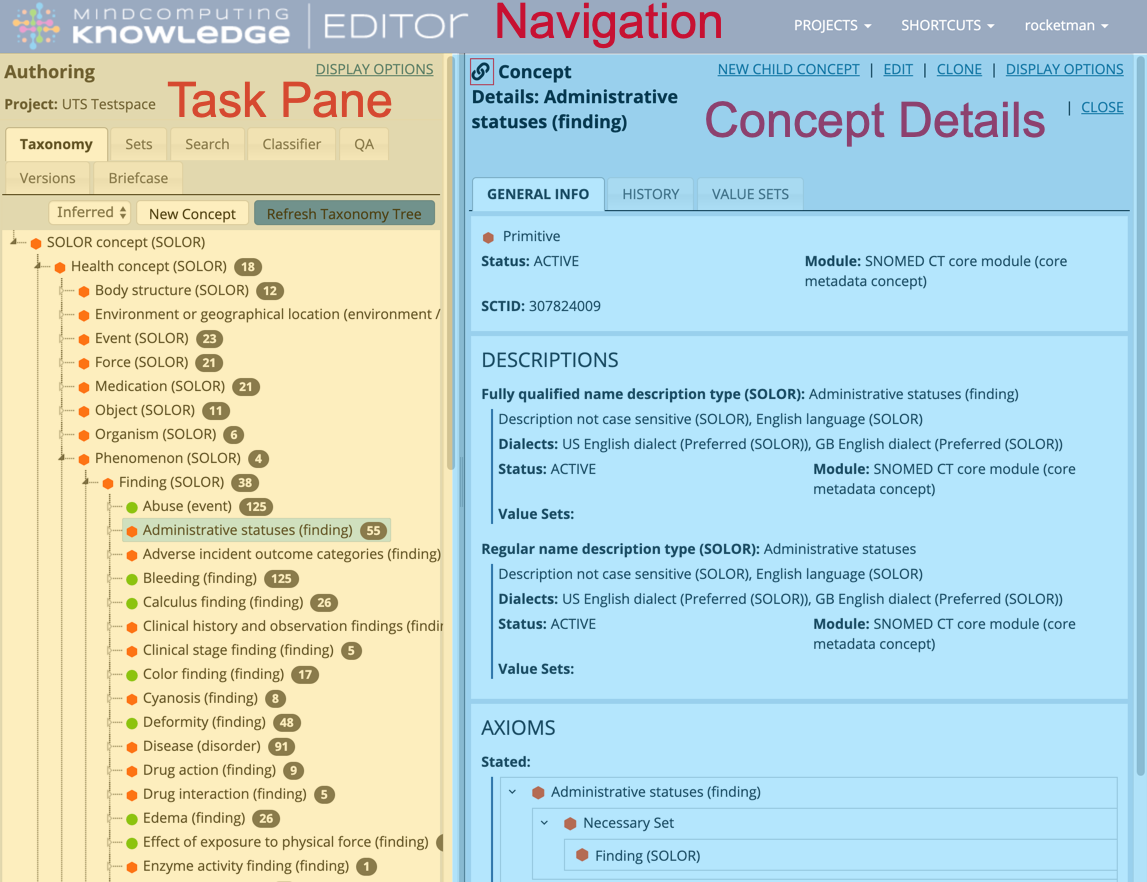 MINDCOMPUTING
KNOWLEDGE
EDITOR
Navigation
PROJECTS
SHORTCUTS
rocketman
Authoring
DISPLAY OPTIONS
Project: UTS Testspace
Task Pane
Taxonomy
Sets
Search
Classifier
QA
Versions
Briefcase
Inferred
New Concept
Refresh Taxonomy Tree
SOLOR concept (SOLOR)
Health concept (SOLOR) 18
Body structure (SOLOR) 12
Environment or geographical location (environment /
Event (SOLOR) 23
Force (SOLOR) 21
Medication (SOLOR) 21
Object (SOLOR) 11
Organism (SOLOR) 6
Phenomenon (SOLOR) 4
Finding (SOLOR) 38
Abuse (event) 125
Administrative statuses (finding) 55
Adverse incident outcome categories (finding)
Bleeding (finding) 125
Calculus finding (finding) 26
Clinical history and observation findings (findin
Clinical stage finding (finding) 5
Color finding (finding) 17
Cyanosis (finding) 8
Deformity (finding) 48
Disease (disorder) 91
Drug action (finding) 9
Drug interaction (finding) 5
Edema (finding) 26
Effect of exposure to physical force (finding)
Enzyme activity finding (finding) 1
Concept
Details: Administrative
statuses (finding)
NEW CHILD CONCEPT | EDIT | CLONE | DISPLAY OPTIONS
| CLOSE
Concept Details
GENERAL INFO
HISTORY
VALUE SETS
Primitive
Status: ACTIVE
Module: SNOMED CT core module (core
metadata concept)
SCTID: 307824009
DESCRIPTIONS
Fully qualified name description type (SOLOR): Administrative statuses (finding)
Description not case sensitive (SOLOR), English language (SOLOR)
Dialects: US English dialect (Preferred (SOLOR)), GB English dialect (Preferred (SOLOR))
Status: ACTIVE
Module: SNOMED CT core module (core
metadata concept)
Value Sets:
Regular name description type (SOLOR): Administrative statuses
Description not case sensitive (SOLOR), English language (SOLOR)
Dialects: US English dialect (Preferred (SOLOR)), GB English dialect (Preferred (SOLOR))
Status: ACTIVE
Module: SNOMED CT core module (core
metadata concept)
Value Sets:
AXIOMS
Stated:
Administrative statuses (finding)
Necessary Set
Finding (SOLOR)